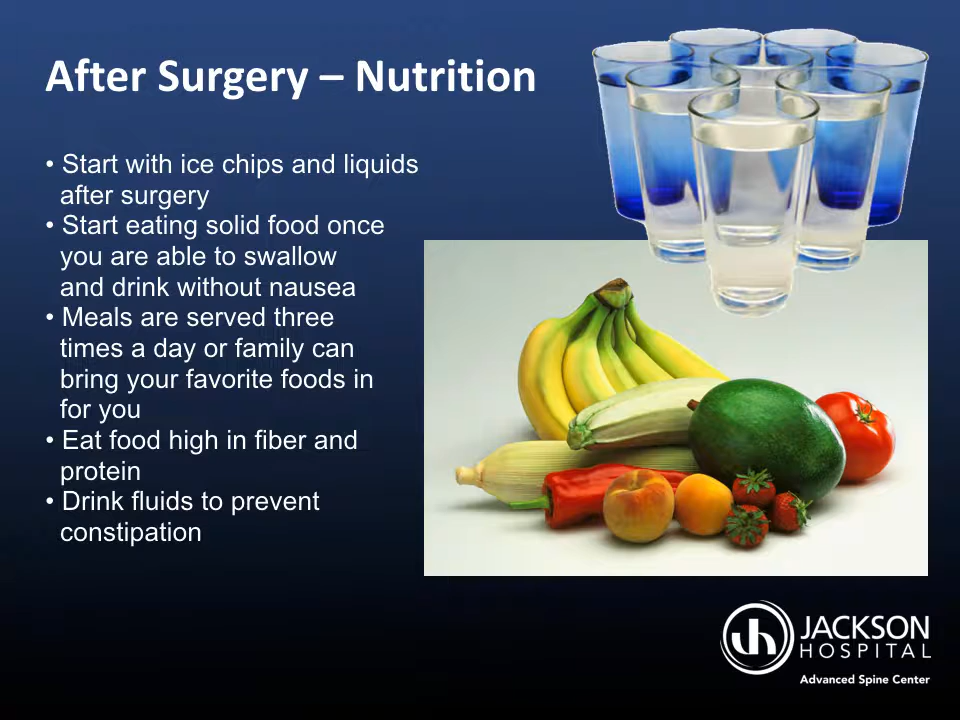 After Surgery – Nutrition
• Start with ice chips and liquids
after surgery
• Start eating solid food once
you are able to swallow
and drink without nausea
• Meals are served three
times a day or family can
bring your favorite foods in
for you
• Eat food high in fiber and
protein
• Drink fluids to prevent
constipation
jh JACKSON
HOSPITAL
Advanced Spine Center